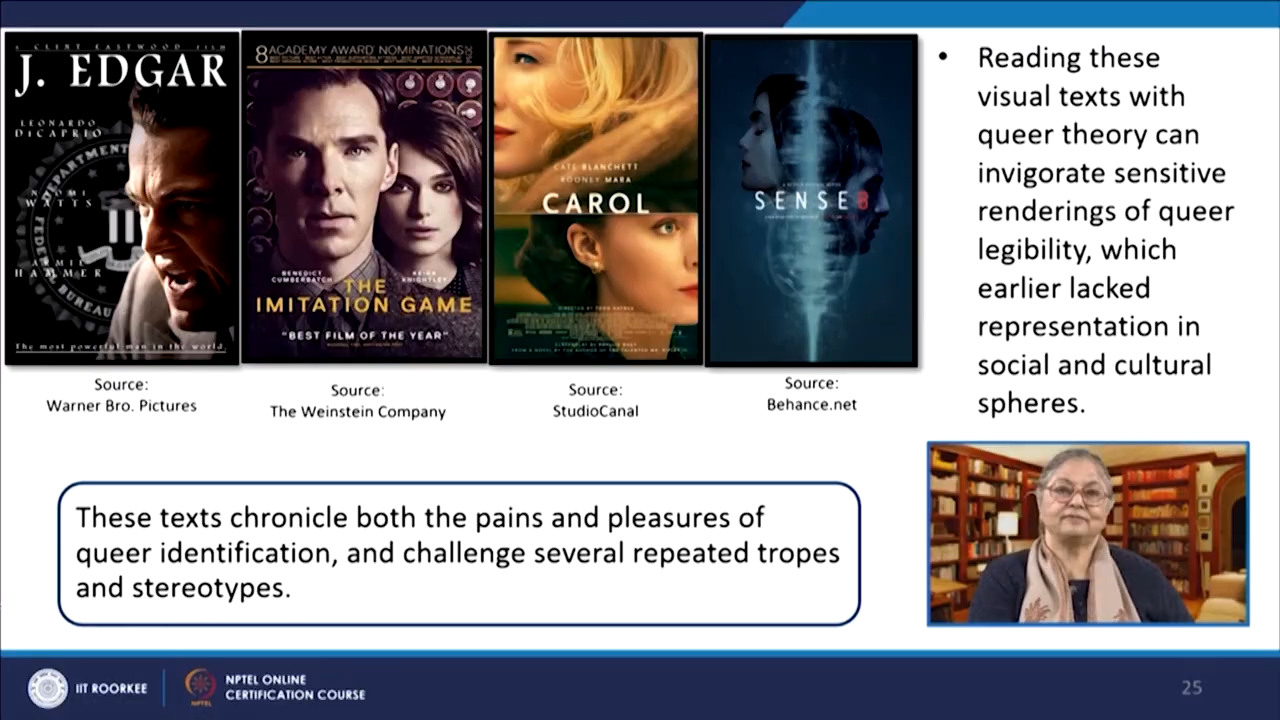 A CLINT EASTWOOD FILM
J. EDGAR
LEONARDO
DiCAPRIO
NAOMI
WATTS
ARMIE
HAMMER
DEPARTMENT
FEDE
BUREAU
The most powerful man in the world.
Source:
Warner Bro. Pictures
8 ACADEMY AWARD NOMINATIONS
BENEDICT
CUMBERBATCH
KEIRA
KNIGHTLEY
THE
IMITATION GAME
"BEST FILM OF THE YEAR"
Source:
The Weinstein Company
CATE BLANCHETT
ROONEY MARA
CAROL
DIRECTED BY TODD HAYNES
Source:
StudioCanal
SENSE8
Source:
Behance.net
• Reading these
visual texts with
queer theory can
invigorate sensitive
renderings of queer
legibility, which
earlier lacked
representation in
social and cultural
spheres.
These texts chronicle both the pains and pleasures of
queer identification, and challenge several repeated tropes
and stereotypes.
IIT ROORKEE
NPTEL
NPTEL ONLINE
CERTIFICATION COURSE
25